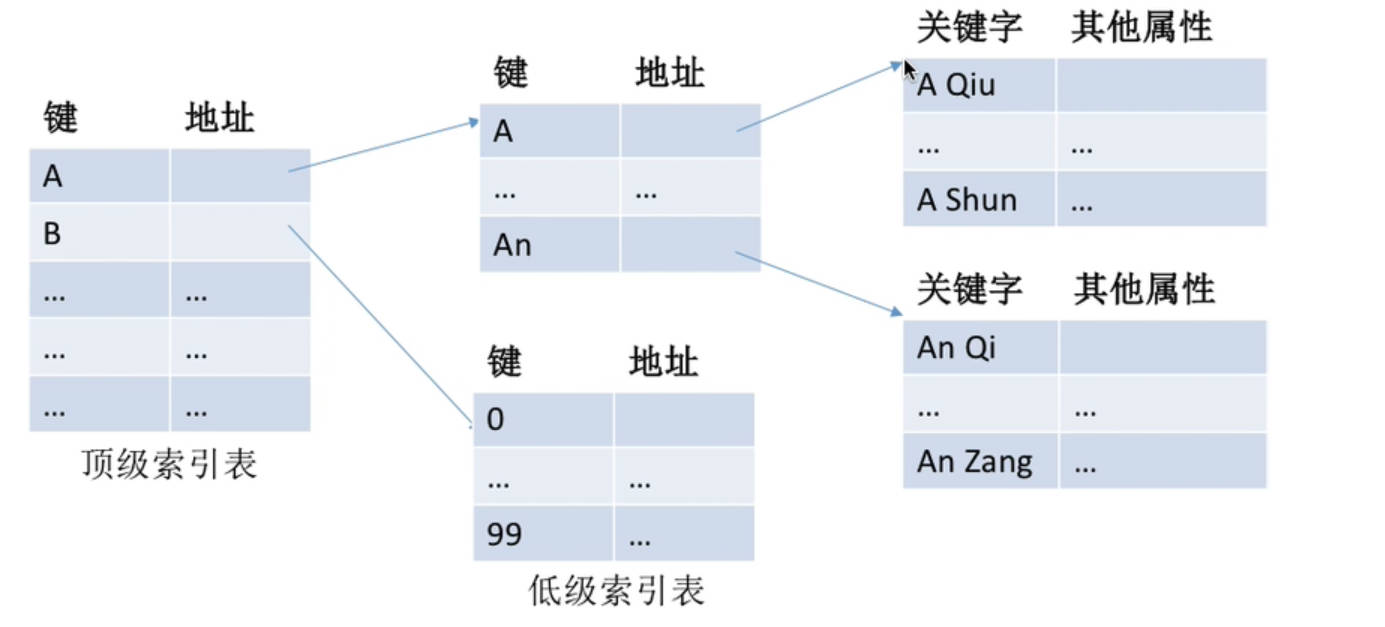 键 地址
A
B
... ...
... ...
... ...
顶级索引表
键 地址
A
... ...
An
键 地址
0
... ...
99 ...
低级索引表
关键字 其他属性
A Qiu
... ...
A Shun ...
关键字 其他属性
An Qi
... ...
An Zang ...